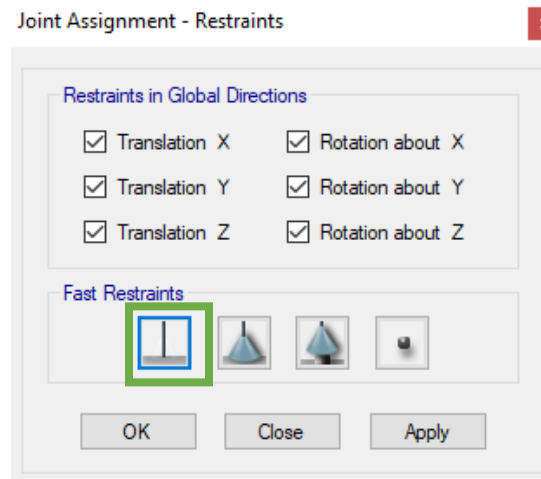 Joint Assignment - Restraints
Restraints in Global Directions
Translation X
Rotation about X
Translation Y
Rotation about Y
Translation Z
Rotation about Z
Fast Restraints
OK
Close
Apply